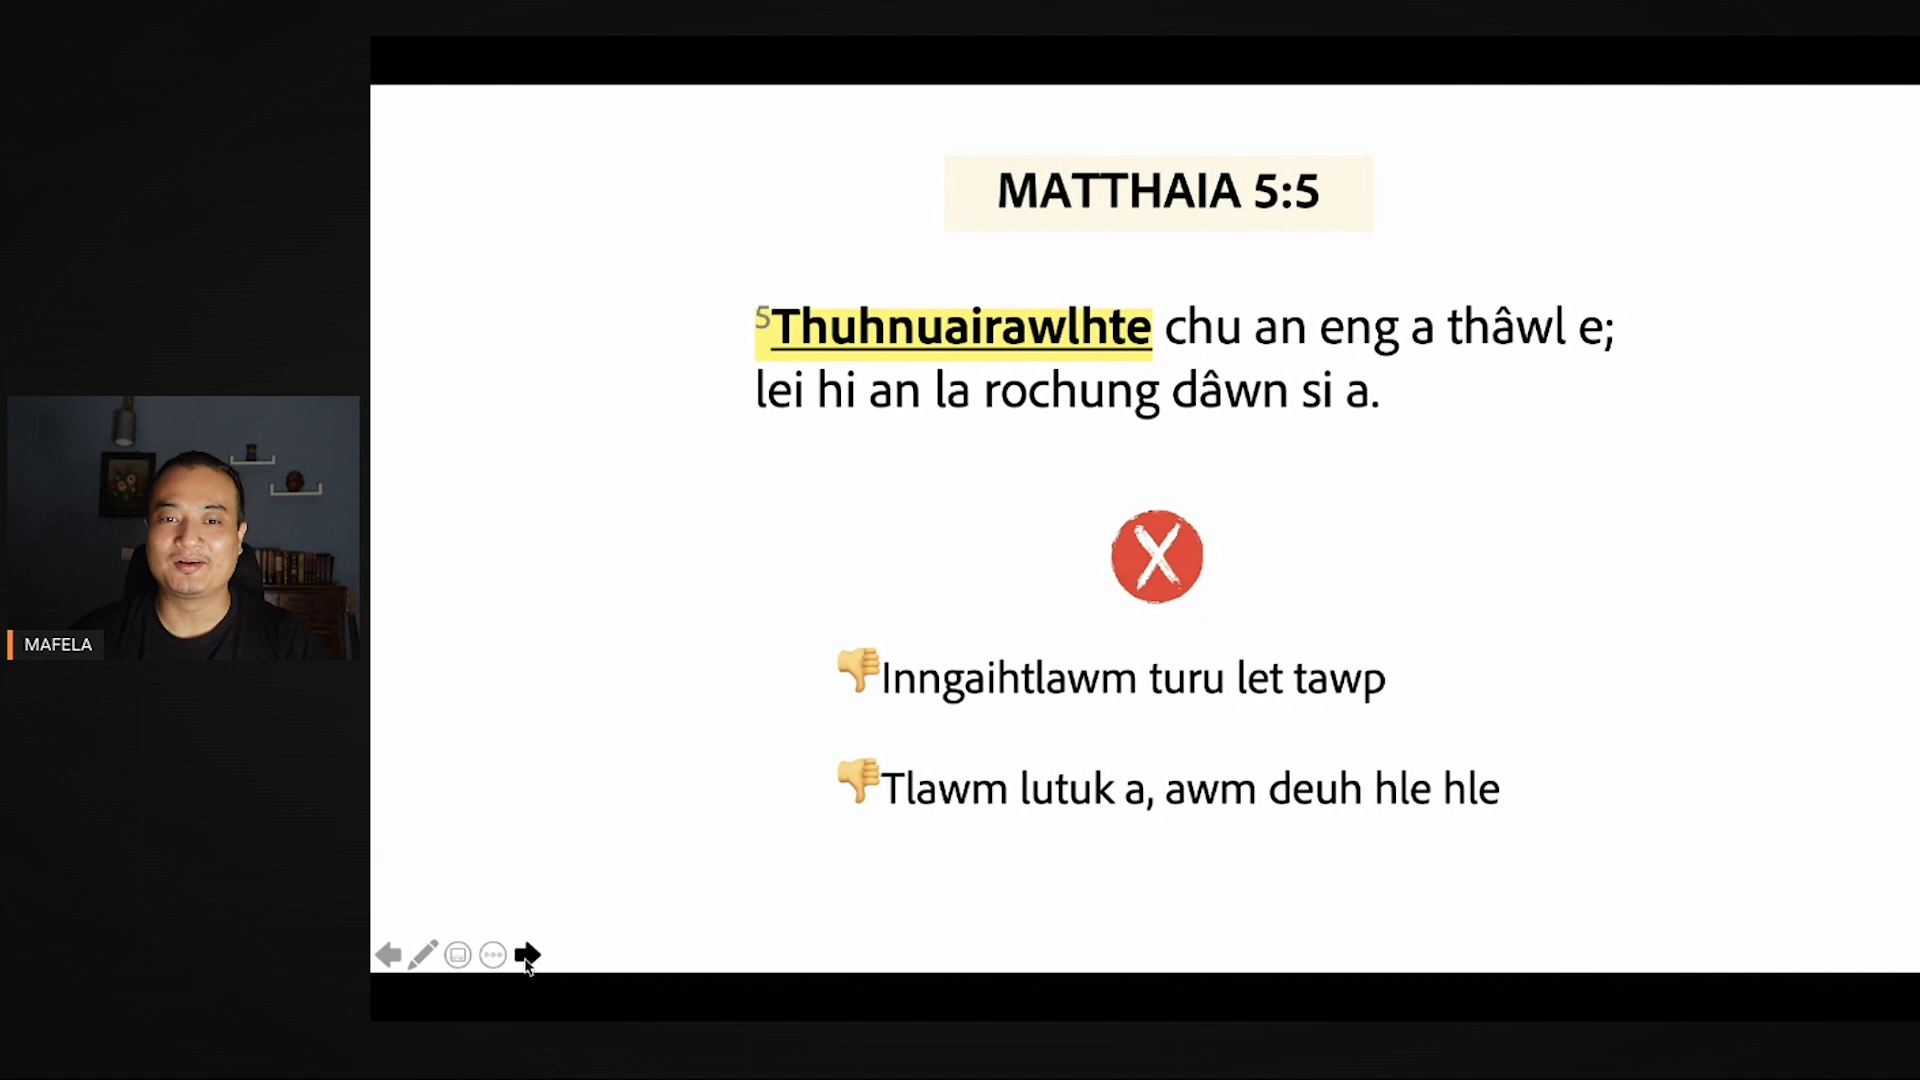 MATTHAIA 5:5
5Thuhnuairawlhte chu an eng a thâwl e;
lei hi an la rochung dâwn si a.
X
Inngaihtlawm turu let tawp
Tlawm lutuk a, awm deuh hle hle
MAFELA